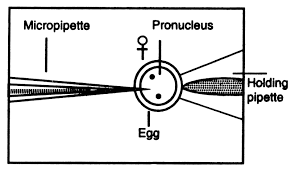 Micropipette
Pronucleus
♀
Holding
pipette
Egg